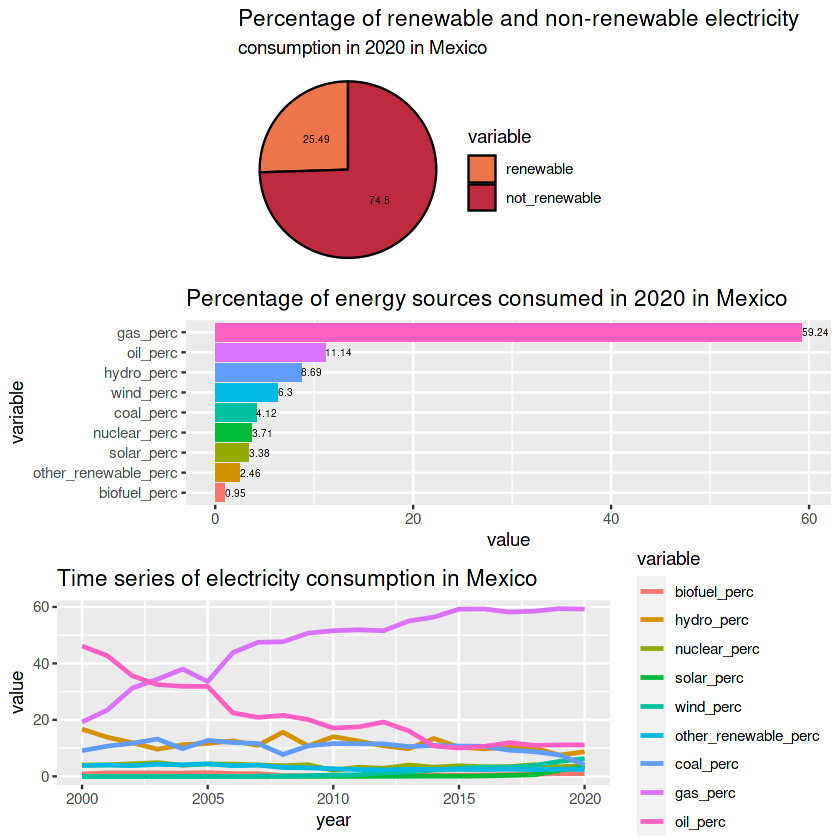 Percentage of renewable and non-renewable electricity
consumption in 2020 in Mexico
25.49
74.5
variable
renewable
not_renewable
Percentage of energy sources consumed in 2020 in Mexico
variable
gas_perc
59.24
oil_perc
11.14
hydro_perc
8.69
wind_perc
6.3
coal_perc
4.12
nuclear_perc
3.71
solar_perc
3.38
other_renewable_perc
2.46
biofuel_perc
0.95
0 20 40 60
value
Time series of electricity consumption in Mexico
value
60
40
20
0
2000 2005 2010 2015 2020
year
variable
biofuel_perc
hydro_perc
nuclear_perc
solar_perc
wind_perc
other_renewable_perc
coal_perc
gas_perc
oil_perc